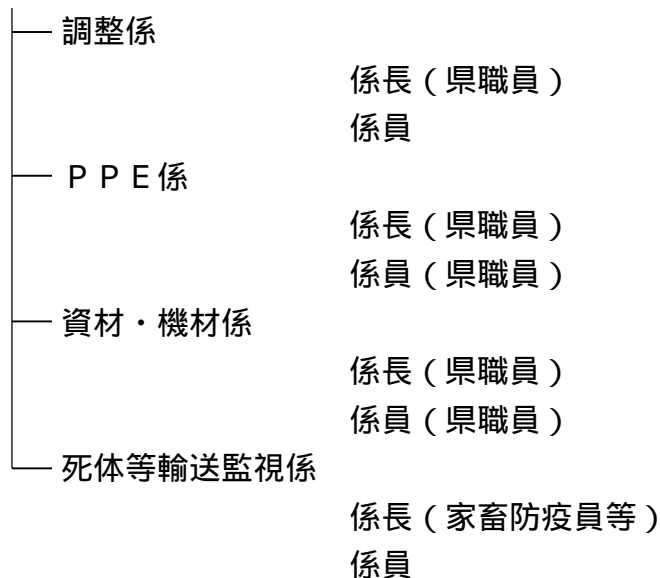 調整係
係長（県職員）
係員
ＰＰＥ係
係長（県職員）
係員（県職員）
資材・機材係
係長（県職員）
係員（県職員）
死体等輸送監視係
係長（家畜防疫員等）
係員